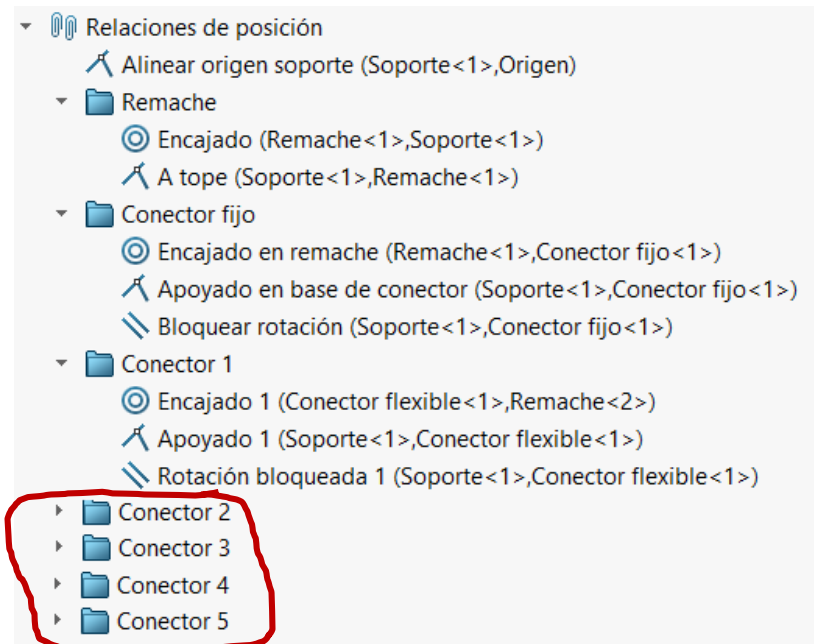 Relaciones de posición
Alinear origen soporte (Soporte<1>,Origen)
Remache
Encajado (Remache<1>,Soporte<1>)
A tope (Soporte<1>,Remache<1>)
Conector fijo
Encajado en remache (Remache<1>,Conector fijo<1>)
Apoyado en base de conector (Soporte<1>,Conector fijo<1>)
Bloquear rotación (Soporte<1>,Conector fijo<1>)
Conector 1
Encajado 1 (Conector flexible<1>,Remache<2>)
Apoyado 1 (Soporte<1>,Conector flexible<1>)
Rotación bloqueada 1 (Soporte<1>,Conector flexible<1>)
Conector 2
Conector 3
Conector 4
Conector 5